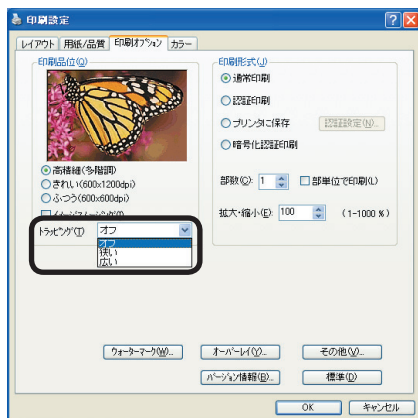 印刷設定
レイアウト 用紙/品質 印刷オプション カラー
印刷品位(Q)
高精細(多階調)
きれい(600x1200dpi)
ふつう(600x600dpi)
トラッピング(T) オフ
オフ
狭い
広い
印刷形式(J)
通常印刷
認証印刷
プリンタに保存 認証設定(N)...
暗号化認証印刷
部数(C): 1 部単位で印刷(L)
拡大・縮小(E): 100 (1-1000 %)
ウォーターマーク(W)... オーバーレイ(Y)... その他(V)...
バージョン情報(B)... 標準(D)
OK キャンセル